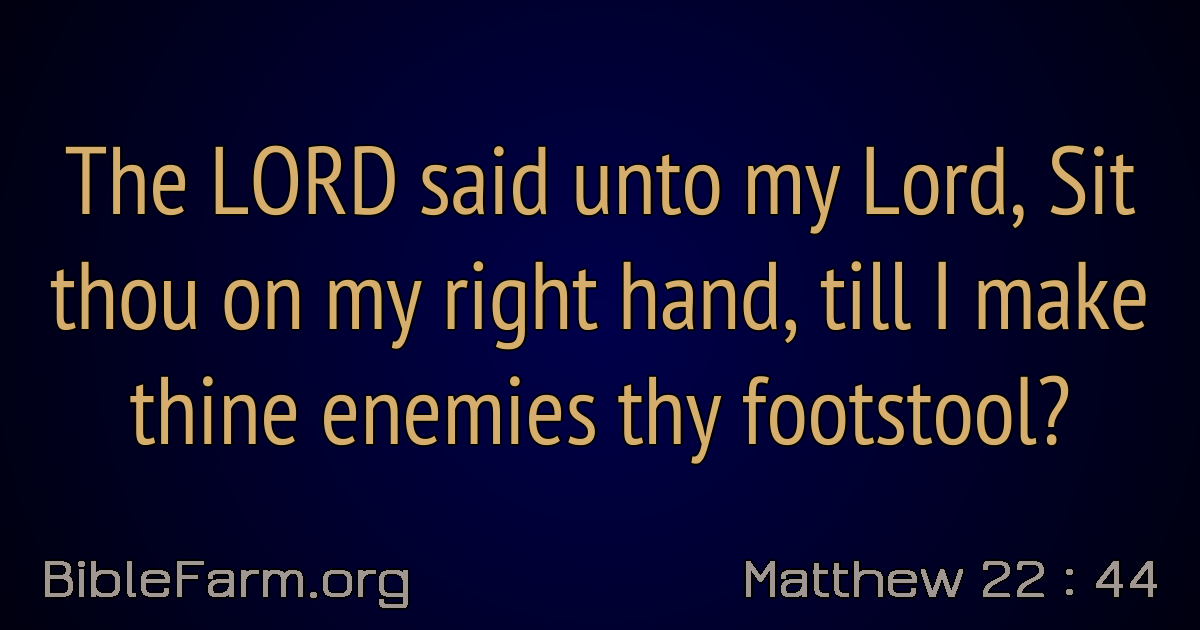 The LORD said unto my Lord, Sit
thou on my right hand, till I make
thine enemies thy footstool?
BibleFarm.org
Matthew 22 : 44